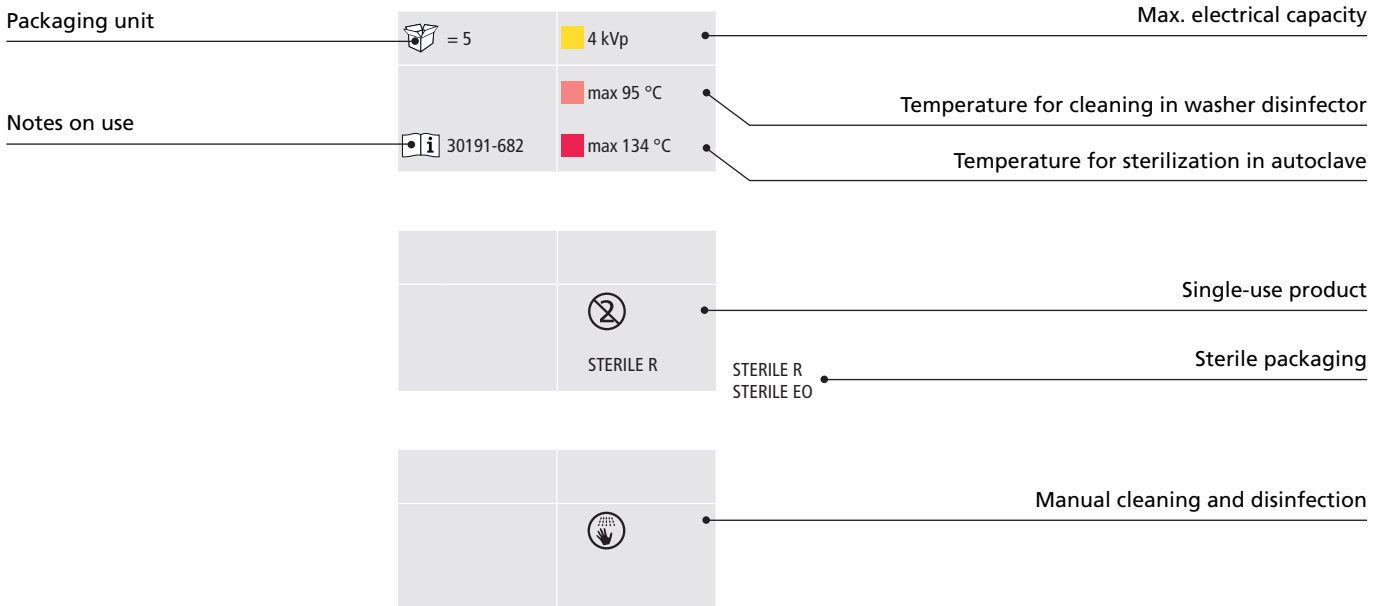 Packaging unit
= 5
4 kVp
Max. electrical capacity
max 95 °C
Temperature for cleaning in washer disinfector
Notes on use
i 30191-682
max 134 °C
Temperature for sterilization in autoclave
2
Single-use product
STERILE R
STERILE R
STERILE EO
Sterile packaging
Manual cleaning and disinfection